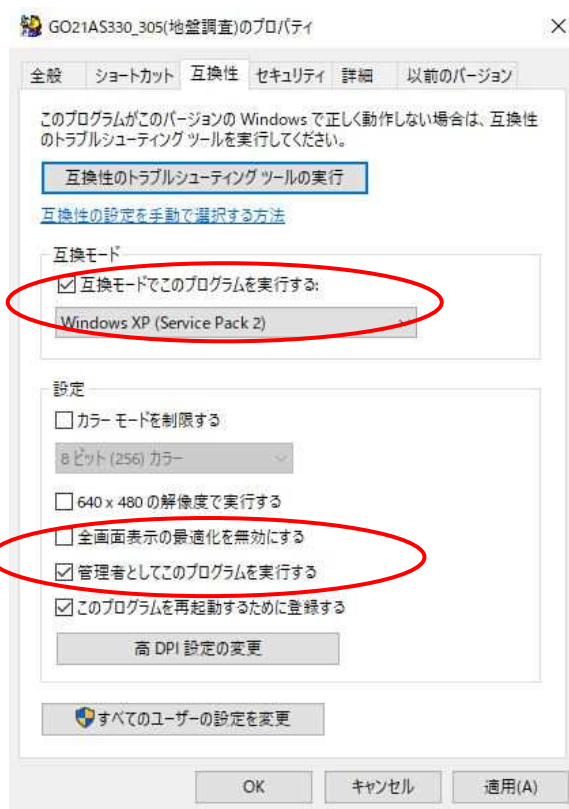 GO21AS330_305(地盤調査)のプロパティ
全般 ショートカット 互換性 セキュリティ 詳細 以前のバージョン
このプログラムがこのバージョンの Windows で正しく動作しない場合は、互換性
のトラブルシューティング ツールを実行してください。
互換性のトラブルシューティング ツールの実行
互換性の設定を手動で選択する方法
互換モード
互換モードでこのプログラムを実行する:
Windows XP (Service Pack 2)
設定
カラー モードを制限する
8 ビット (256) カラー
640 x 480 の解像度で実行する
全画面表示の最適化を無効にする
管理者としてこのプログラムを実行する
このプログラムを再起動するために登録する
高 DPI 設定の変更
すべてのユーザーの設定を変更
OK キャンセル 適用(A)